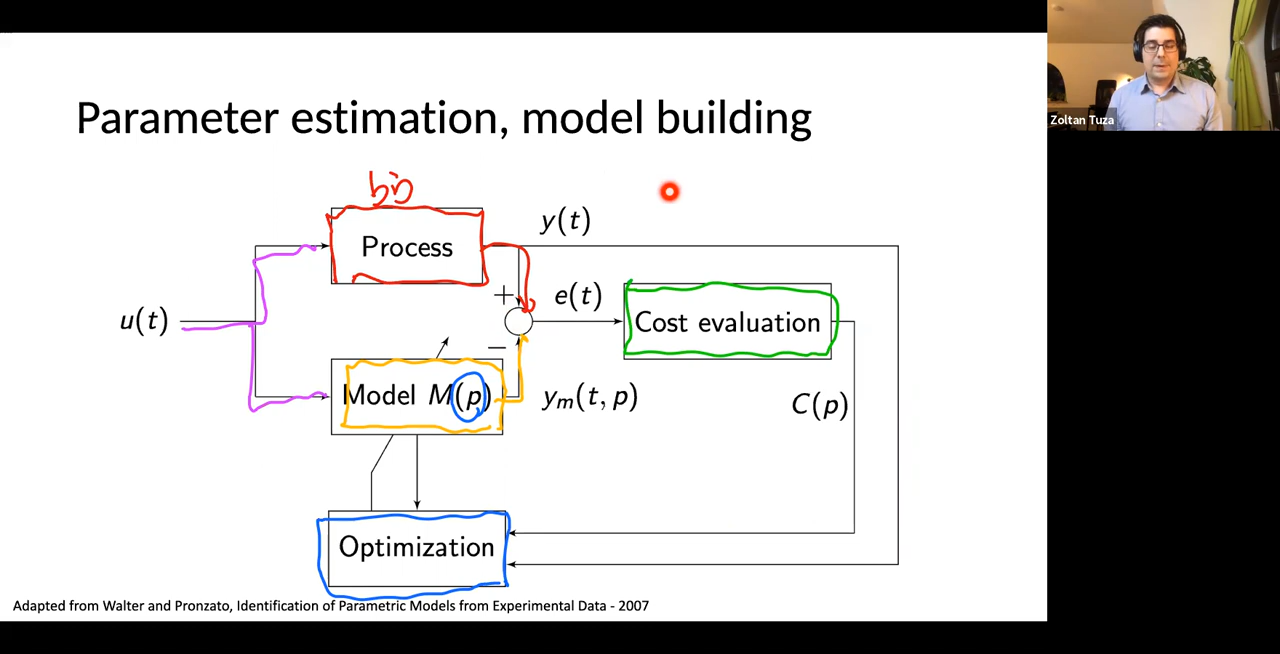 Parameter estimation, model building
Process
y(t)
+
e(t)
u(t)
Cost evaluation
−
Model M(p)
yₘ(t, p)
C(p)
Optimization
Adapted from Walter and Pronzato, Identification of Parametric Models from Experimental Data - 2007
Zoltan Tuza